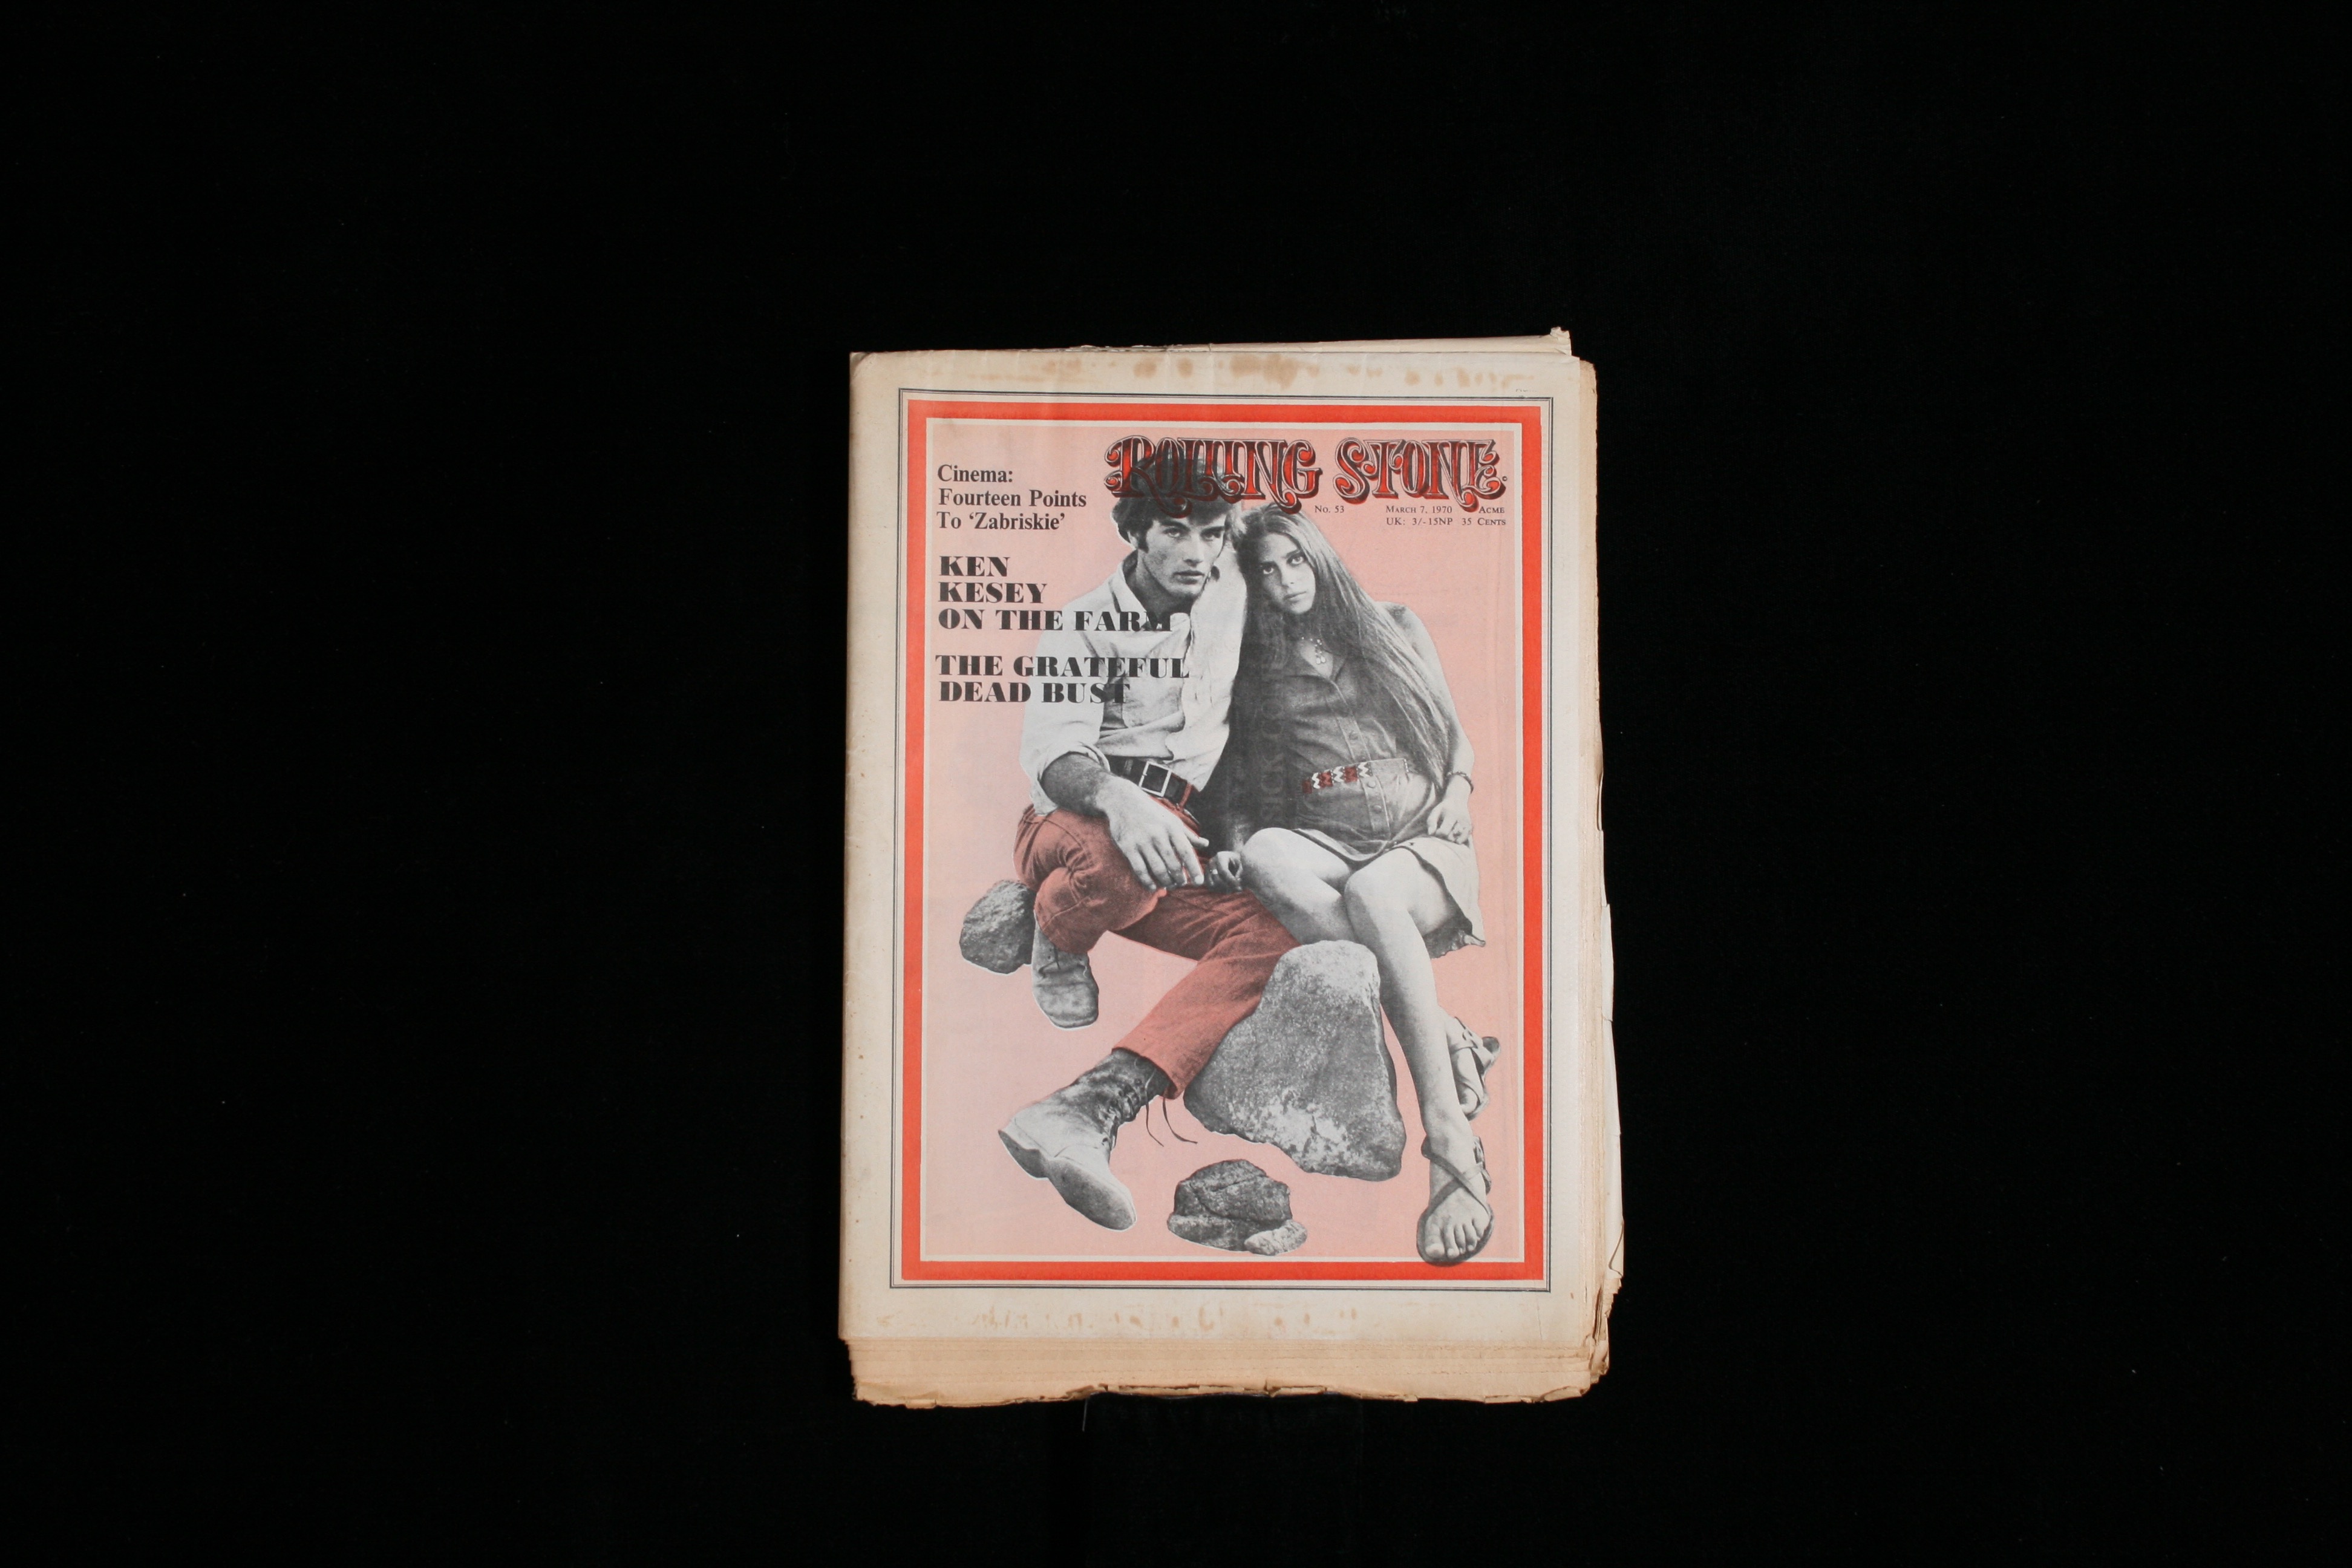 ROLLING STONE.
No. 53 March 7, 1970 Acme
UK: 3/-15NP 35 Cents
Cinema:
Fourteen Points
To ‘Zabriskie’
KEN
KESEY
ON THE FARM
THE GRATEFUL
DEAD BUST